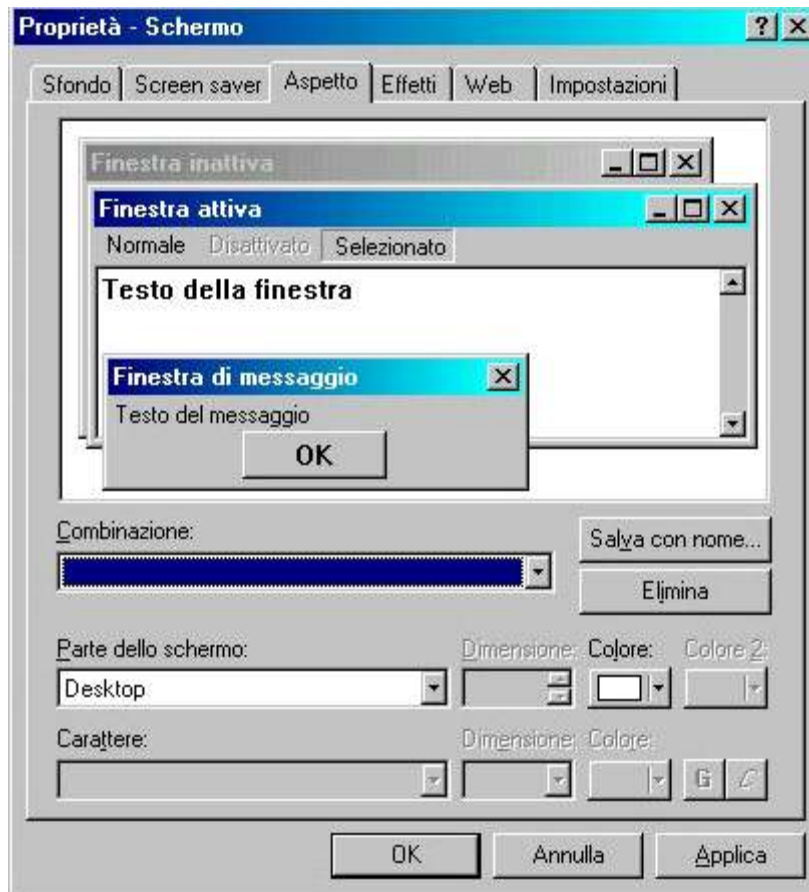 Proprietà - Schermo
Sfondo Screen saver Aspetto Effetti Web Impostazioni
Finestra inattiva
Finestra attiva
Normale Disattivato Selezionato
Testo della finestra
Finestra di messaggio
Testo del messaggio
OK
Combinazione:
Salva con nome...
Elimina
Parte dello schermo: Dimensione: Colore: Colore 2:
Desktop
Carattere: Dimensione: Colore:
G C
OK Annulla Applica